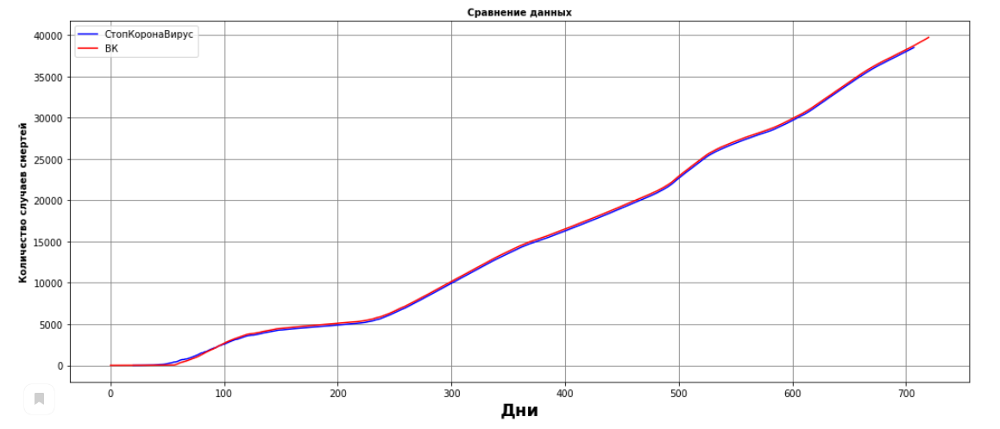 Сравнение данных
СтопКоронаВирус
ВК
Количество случаев смертей
40000
35000
30000
25000
20000
15000
10000
5000
0
0 100 200 300 400 500 600 700
Дни